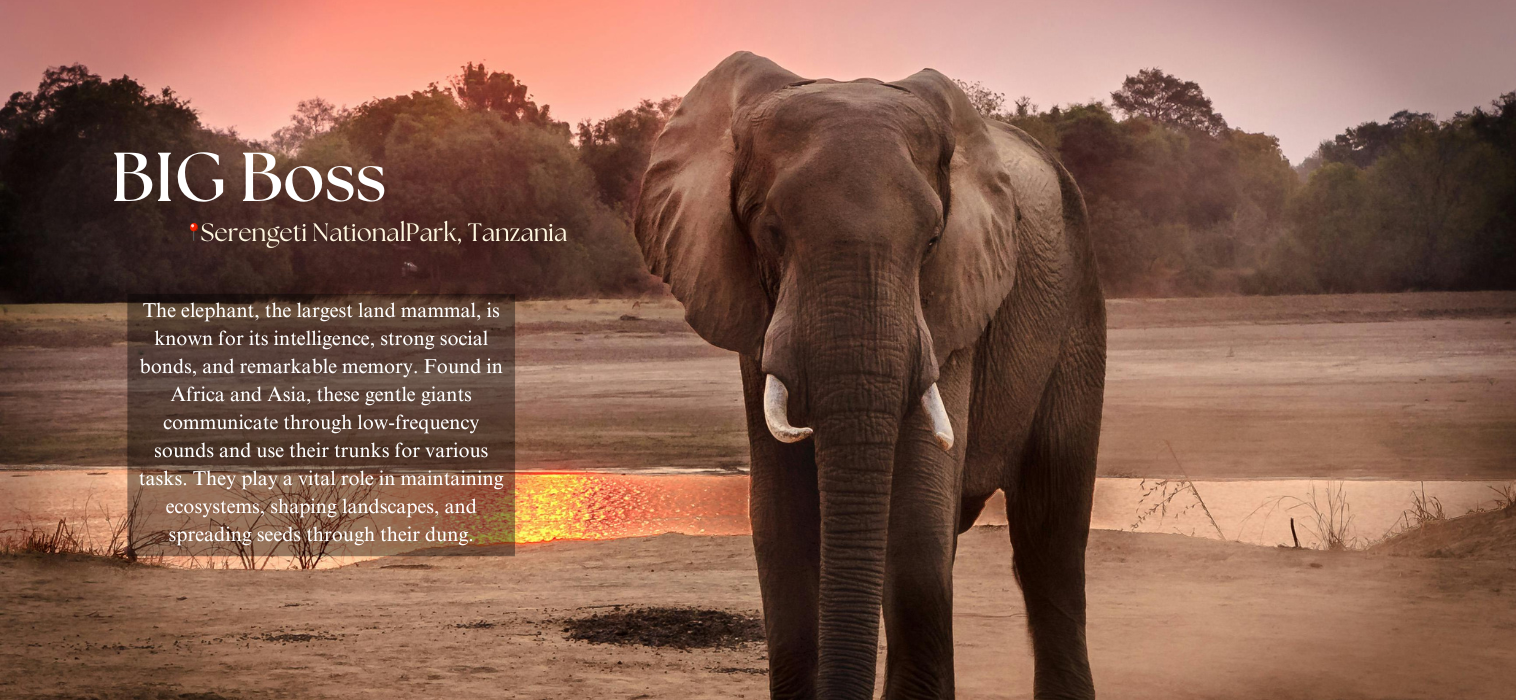 BIG Boss
📍Serengeti NationalPark, Tanzania
The elephant, the largest land mammal, is
known for its intelligence, strong social
bonds, and remarkable memory. Found in
Africa and Asia, these gentle giants
communicate through low-frequency
sounds and use their trunks for various
tasks. They play a vital role in maintaining
ecosystems, shaping landscapes, and
spreading seeds through their dung.